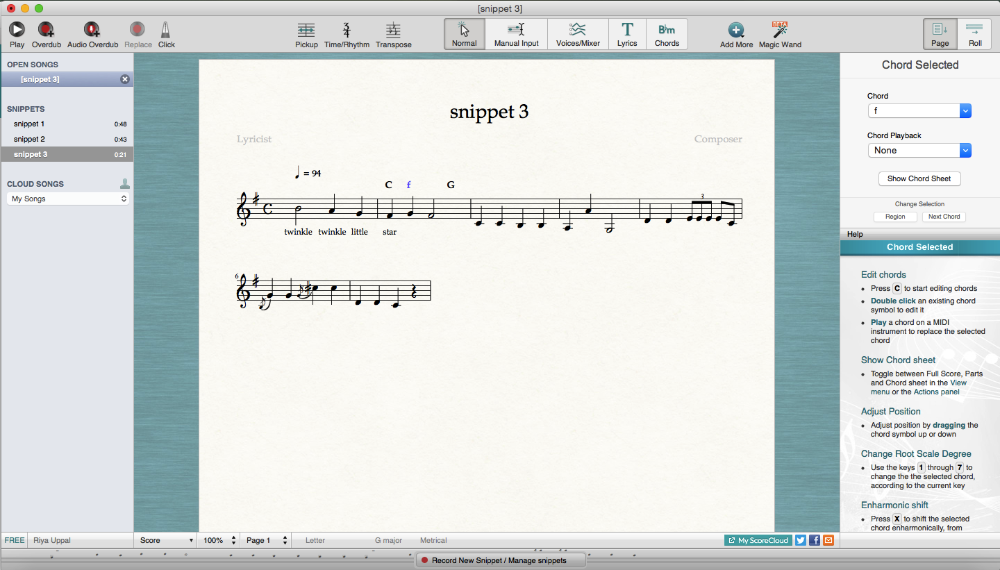 [snippet 3]
Play Overdub Audio Overdub Replace Click Pickup Time/Rhythm Transpose Normal Manual Input Voices/Mixer Lyrics Chords Add More Magic Wand Page Roll
3
4
T
B♭m
BETA
OPEN SONGS
[snippet 3]
SNIPPETS
snippet 1 0:48
snippet 2 0:43
snippet 3 0:21
CLOUD SONGS
My Songs
snippet 3
Lyricist Composer
= 94
C f G
3
twinkle twinkle little star
6
Chord Selected
Chord
f
Chord Playback
None
Show Chord Sheet
Change Selection
Region Next Chord
Help
Chord Selected
Edit chords
• Press C to start editing chords
• Double click an existing chord
symbol to edit it
• Play a chord on a MIDI
instrument to replace the selected
chord
Show Chord sheet
• Toggle between Full Score, Parts
and Chord sheet in the View
menu or the Actions panel
Adjust Position
• Adjust position by dragging the
chord symbol up or down
Change Root Scale Degree
• Use the keys 1 through 7 to
change the the selected chord,
according to the current key
Enharmonic shift
• Press X to shift the selected
chord enharmonically, from
FREE Riya Uppal Score 100% Page 1 Letter G major Metrical My ScoreCloud
Record New Snippet / Manage snippets